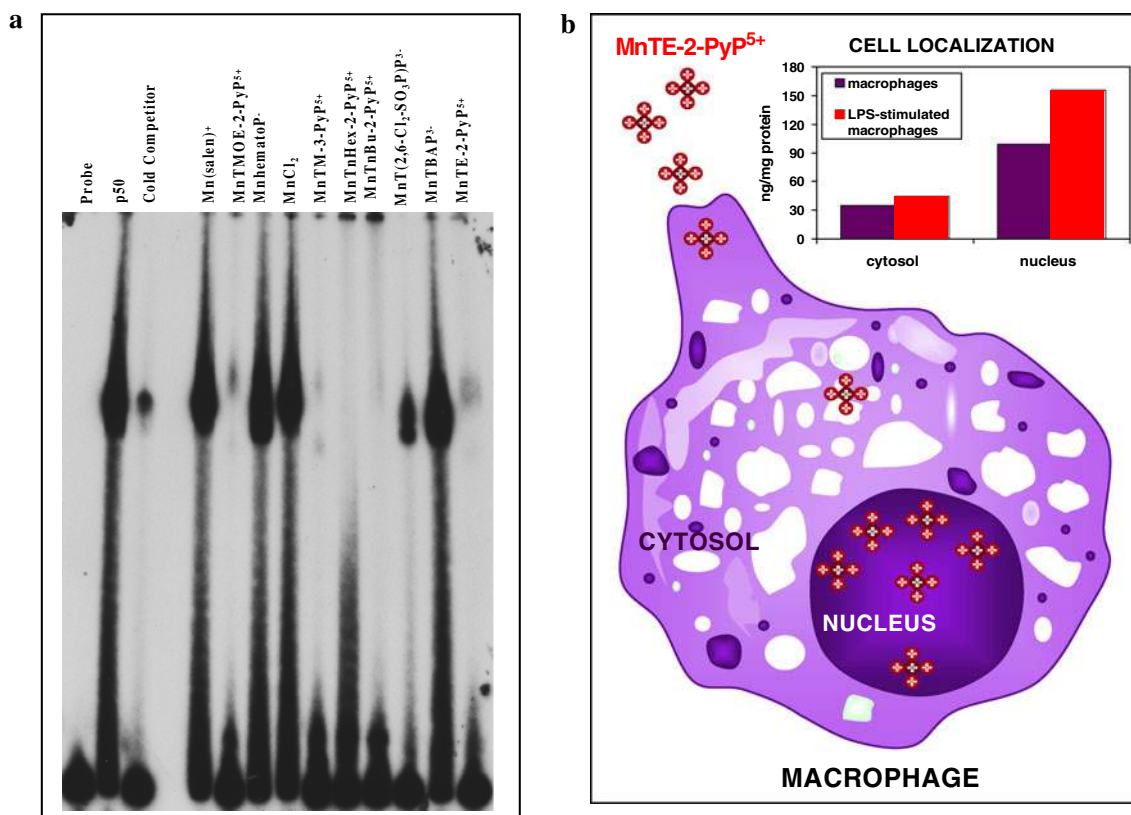 a
Probe
p50
Cold Competitor
Mn(salen)+
MnTMOE-2-PyP5+
MnhematoP-
MnCl2
MnTM-3-PyP5+
MnTnHex-2-PyP5+
MnTnBu-2-PyP5+
MnT(2,6-Cl2-SO3P)P3-
MnTBAP3-
MnTE-2-PyP5+
b
MnTE-2-PyP5+
CELL LOCALIZATION
180
150
120
90
60
30
0
ng/mg protein
macrophages
LPS-stimulated
macrophages
cytosol
nucleus
CYTOSOL
NUCLEUS
MACROPHAGE